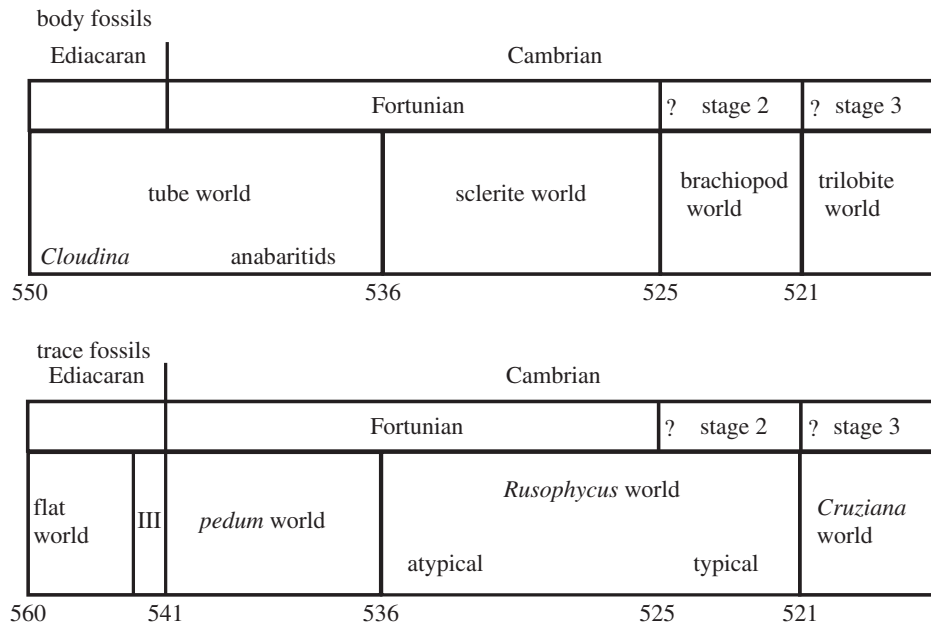 body fossils
Ediacaran Cambrian
Fortunian ? stage 2 ? stage 3
tube world sclerite world brachiopod world trilobite world
Cloudina anabaritids
550 536 525 521
trace fossils
Ediacaran Cambrian
Fortunian ? stage 2 ? stage 3
flat world III pedum world Rusophycus world Cruziana world
atypical typical
560 541 536 525 521